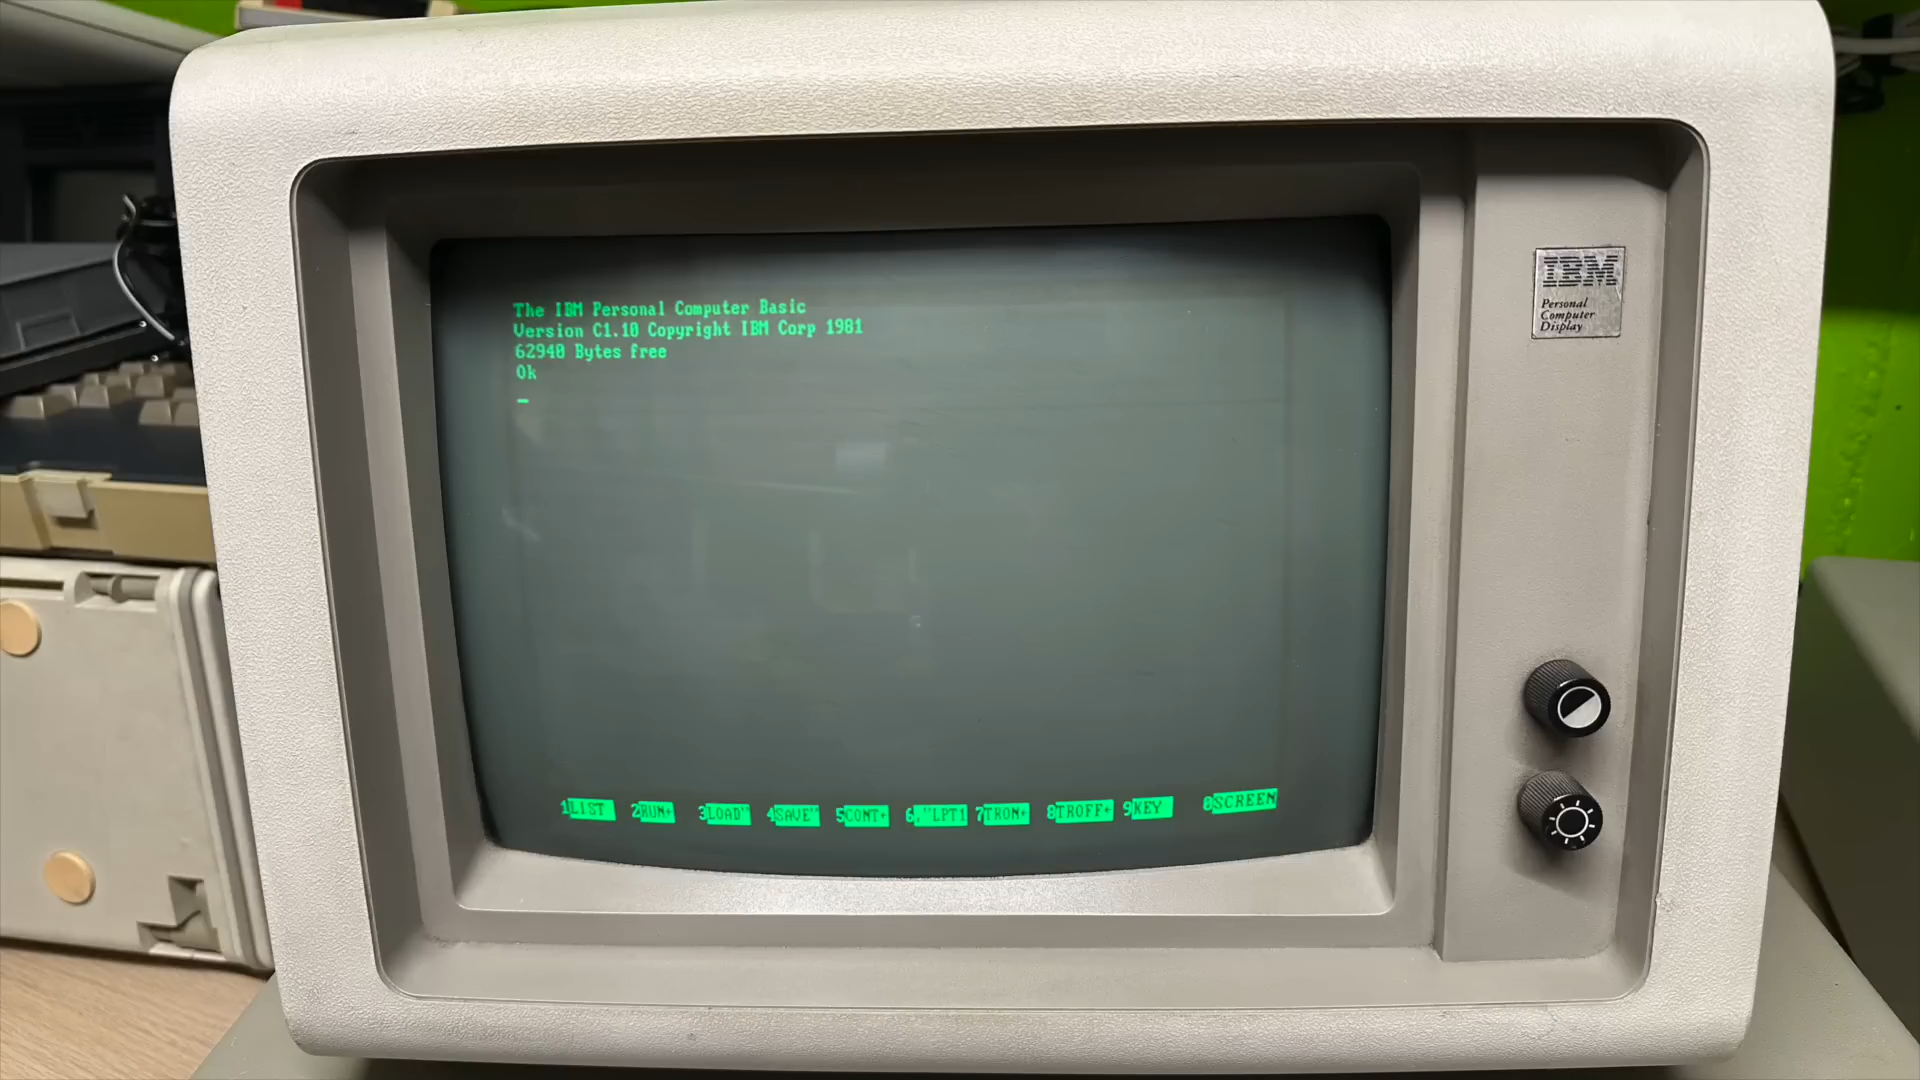 The IBM Personal Computer Basic
Version C1.10 Copyright IBM Corp 1981
62940 Bytes free
Ok
_
1LIST 2RUN← 3LOAD" 4SAVE" 5CONT← 6,"LPT1 7TRON← 8TROFF← 9KEY 0SCREEN
IBM
Personal
Computer
Display